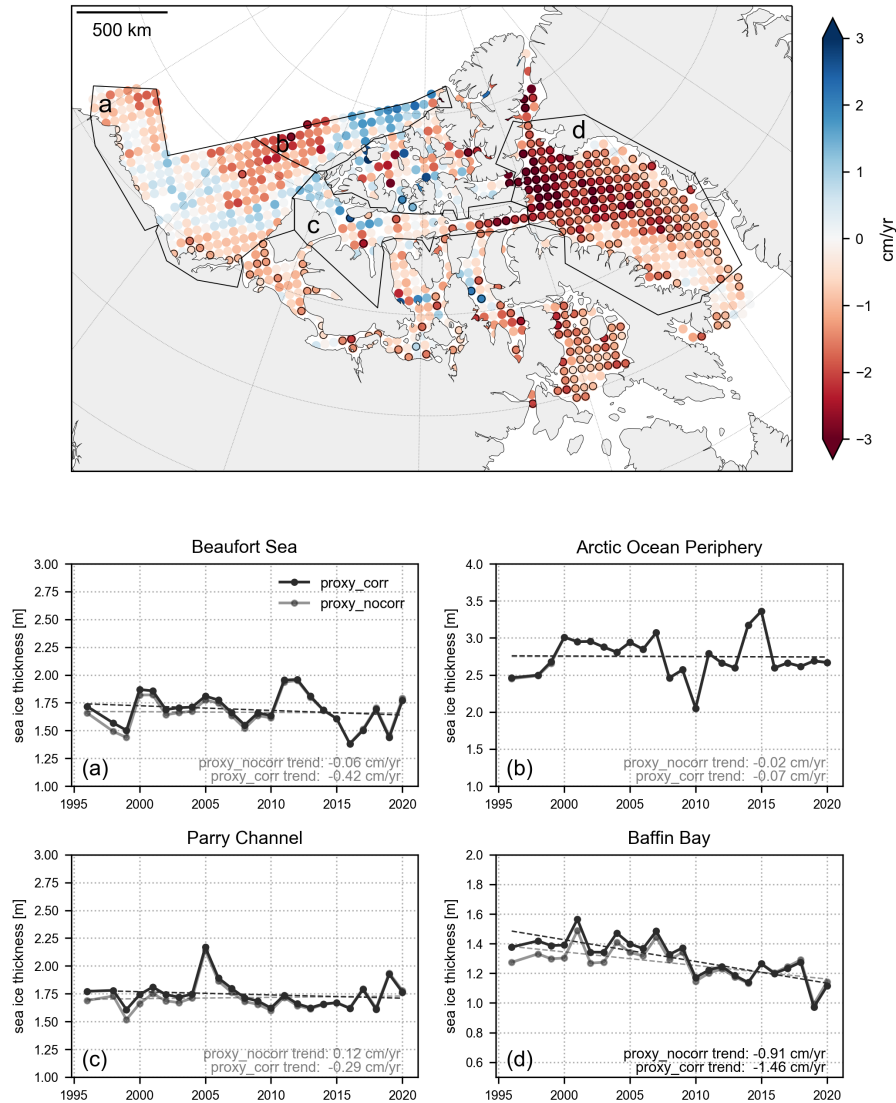 500 km
a
b
c
d
3
2
1
0
−1
−2
−3
cm/yr
Beaufort Sea
sea ice thickness [m]
3.00
2.75
2.50
2.25
2.00
1.75
1.50
1.25
1.00
proxy_corr
proxy_nocorr
proxy_nocorr trend: -0.06 cm/yr
proxy_corr trend: -0.42 cm/yr
(a)
1995 2000 2005 2010 2015 2020
Arctic Ocean Periphery
sea ice thickness [m]
4.0
3.5
3.0
2.5
2.0
1.5
1.0
proxy_nocorr trend: -0.02 cm/yr
proxy_corr trend: -0.07 cm/yr
(b)
1995 2000 2005 2010 2015 2020
Parry Channel
sea ice thickness [m]
3.00
2.75
2.50
2.25
2.00
1.75
1.50
1.25
1.00
proxy_nocorr trend: 0.12 cm/yr
proxy_corr trend: -0.29 cm/yr
(c)
1995 2000 2005 2010 2015 2020
Baffin Bay
sea ice thickness [m]
2.0
1.8
1.6
1.4
1.2
1.0
0.8
0.6
proxy_nocorr trend: -0.91 cm/yr
proxy_corr trend: -1.46 cm/yr
(d)
1995 2000 2005 2010 2015 2020